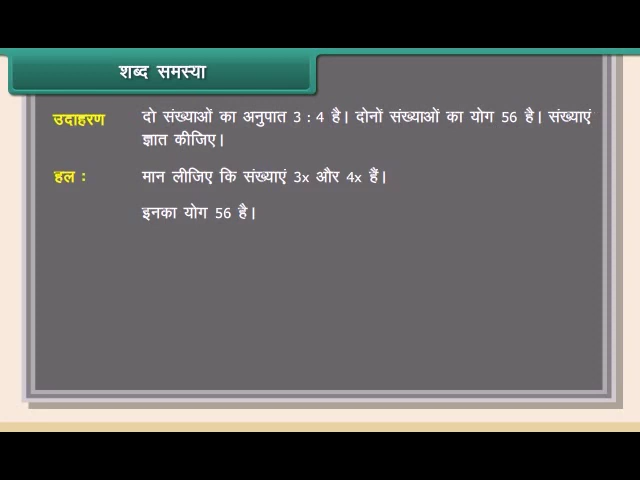 शब्द समस्या
उदाहरण दो संख्याओं का अनुपात 3 : 4 है। दोनों संख्याओं का योग 56 है। संख्याएं
ज्ञात कीजिए।
हल : मान लीजिए कि संख्याएं 3x और 4x हैं।
इनका योग 56 है।